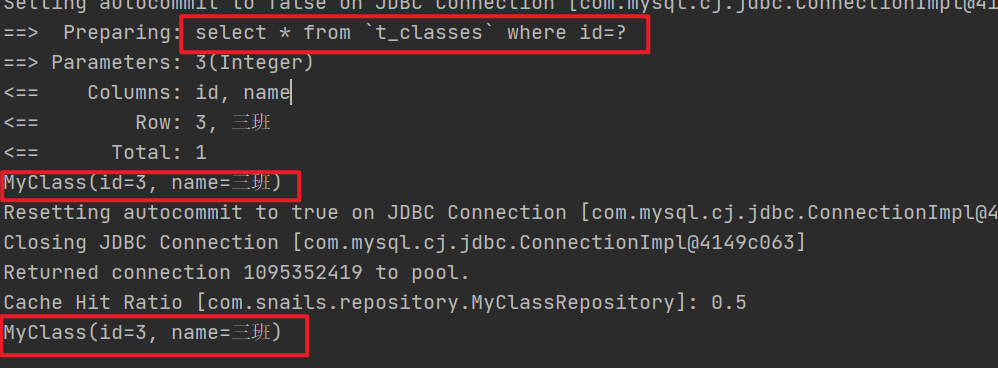 Setting autocommit to false on JDBC Connection [com.mysql.cj.jdbc.ConnectionImpl@41
==>  Preparing: select * from `t_classes` where id=?
==> Parameters: 3(Integer)
<==    Columns: id, name
<==        Row: 3, 三班
<==      Total: 1
MyClass(id=3, name=三班)
Resetting autocommit to true on JDBC Connection [com.mysql.cj.jdbc.ConnectionImpl@4
Closing JDBC Connection [com.mysql.cj.jdbc.ConnectionImpl@4149c063]
Returned connection 1095352419 to pool.
Cache Hit Ratio [com.snails.repository.MyClassRepository]: 0.5
MyClass(id=3, name=三班)